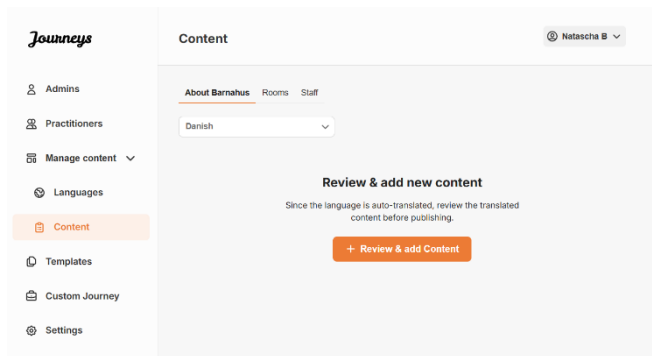 Journeys
Content
Natascha B
Admins
Practitioners
Manage content
Languages
Content
Templates
Custom Journey
Settings
About Barnahus Rooms Staff
Danish
Review & add new content
Since the language is auto-translated, review the translated
content before publishing.
+ Review & add Content